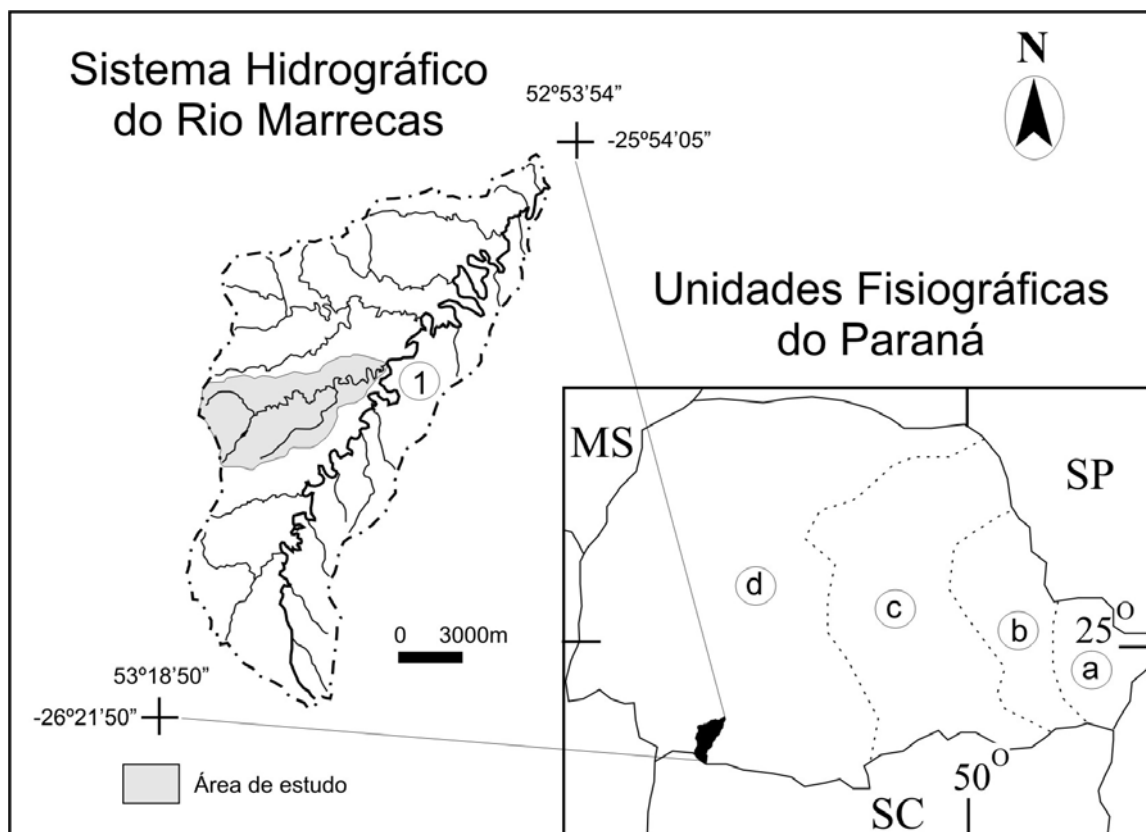 Sistema Hidrográfico
do Rio Marrecas
52º53'54”
-25º54'05”
N
1
0 3000m
53º18'50”
-26º21'50”
Área de estudo
Unidades Fisiográficas
do Paraná
MS
SP
d
c
b
a
25º
50º
SC